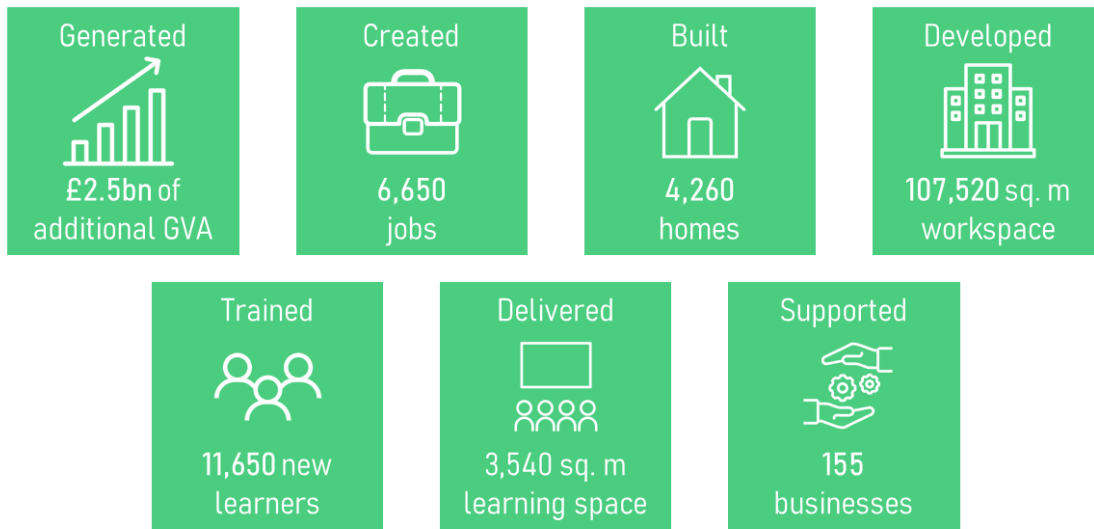 Generated
£2.5bn of
additional GVA
Created
6,650
jobs
Built
4,260
homes
Developed
107,520 sq. m
workspace
Trained
11,650 new
learners
Delivered
3,540 sq. m
learning space
Supported
155
businesses